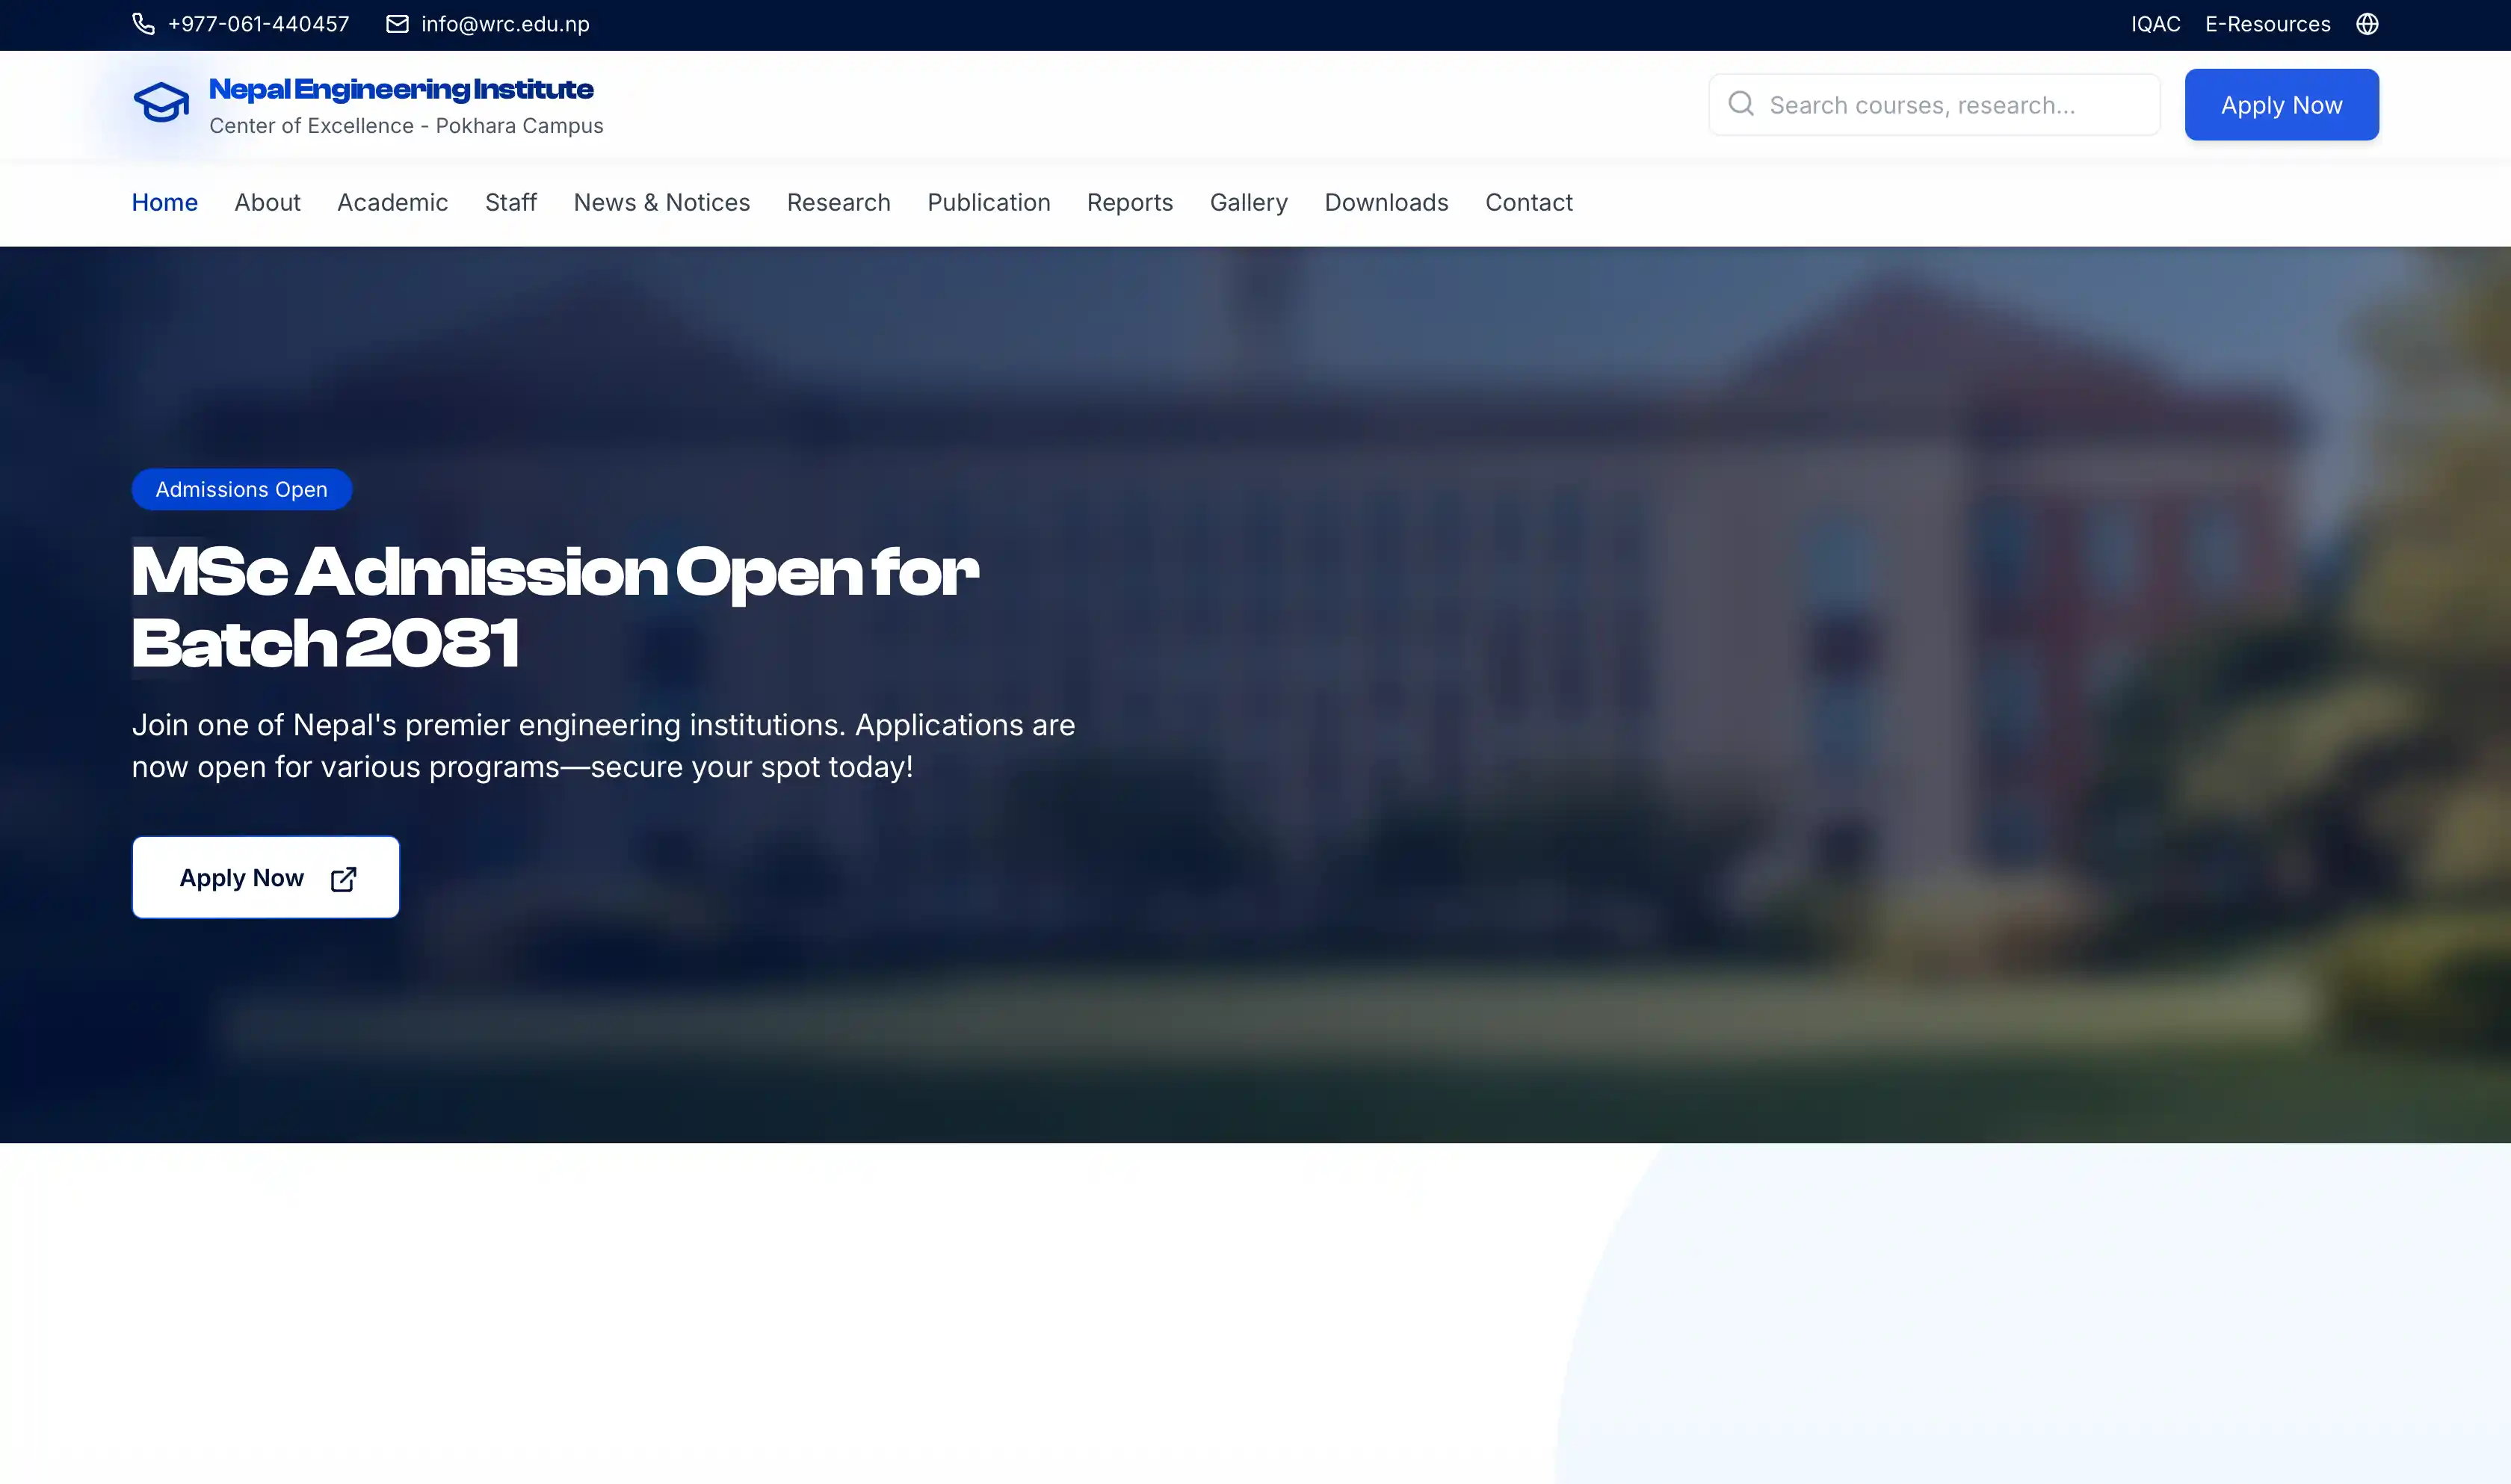 +977-061-440457
info@wrc.edu.np
IQAC
E-Resources
Nepal Engineering Institute
Center of Excellence - Pokhara Campus
Search courses, research...
Apply Now
Home
About
Academic
Staff
News & Notices
Research
Publication
Reports
Gallery
Downloads
Contact
Admissions Open
MSc Admission Open for
Batch 2081
Join one of Nepal's premier engineering institutions. Applications are
now open for various programs—secure your spot today!
Apply Now